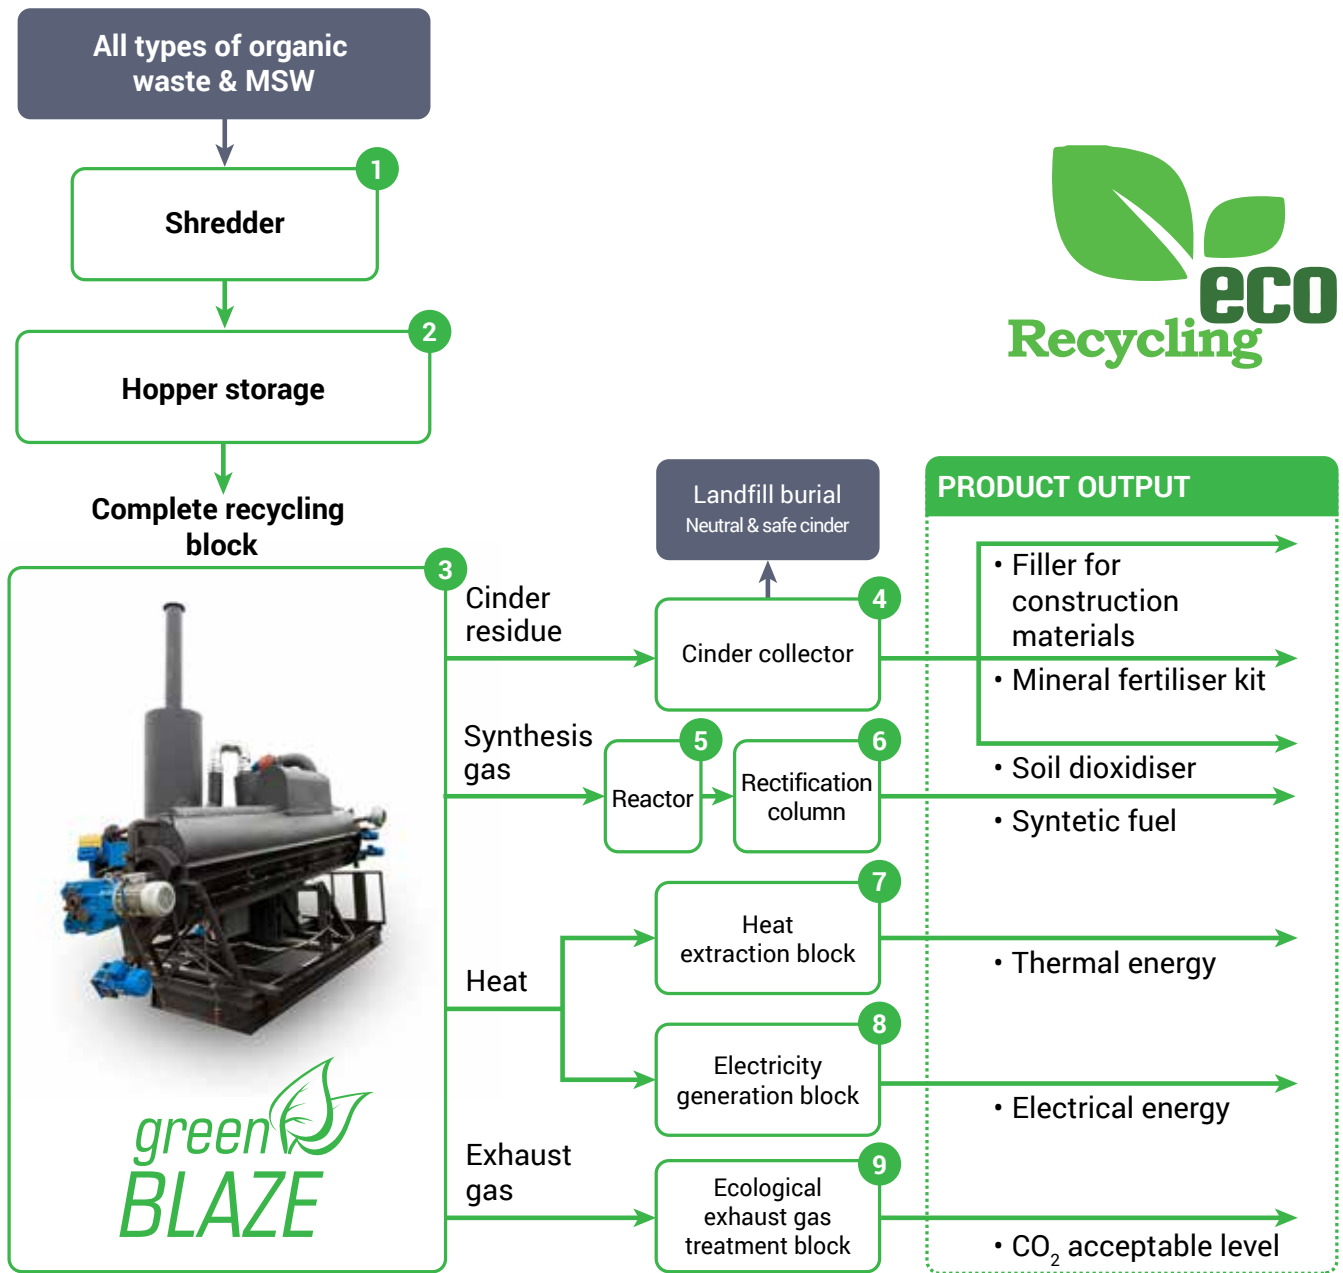 All types of organic
waste & MSW
1
Shredder
2
Hopper storage
Complete recycling
block
3
green
BLAZE
eco
Recycling
Cinder
residue
Landfill burial
Neutral & safe cinder
4
Cinder collector
Synthesis
gas
5
Reactor
6
Rectification
column
Heat
7
Heat
extraction block
8
Electricity
generation block
Exhaust
gas
9
Ecological
exhaust gas
treatment block
PRODUCT OUTPUT
• Filler for
construction
materials
• Mineral fertiliser kit
• Soil dioxidiser
• Syntetic fuel
• Thermal energy
• Electrical energy
• CO₂ acceptable level